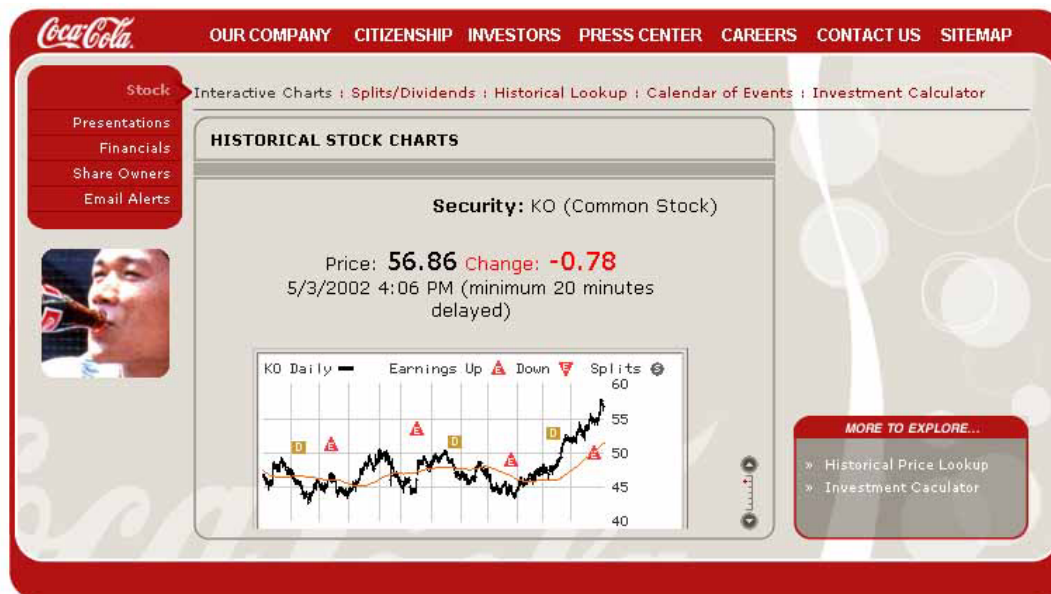 Coca-Cola
OUR COMPANY CITIZENSHIP INVESTORS PRESS CENTER CAREERS CONTACT US SITEMAP
Stock
Interactive Charts : Splits/Dividends : Historical Lookup : Calendar of Events : Investment Calculator
Presentations
Financials
Share Owners
Email Alerts
HISTORICAL STOCK CHARTS
Security: KO (Common Stock)
Price: 56.86 Change: -0.78
5/3/2002 4:06 PM (minimum 20 minutes
delayed)
KO Daily Earnings Up E Down E Splits S
60
55
50
45
40
D E E D E D E
MORE TO EXPLORE...
» Historical Price Lookup
» Investment Caculator